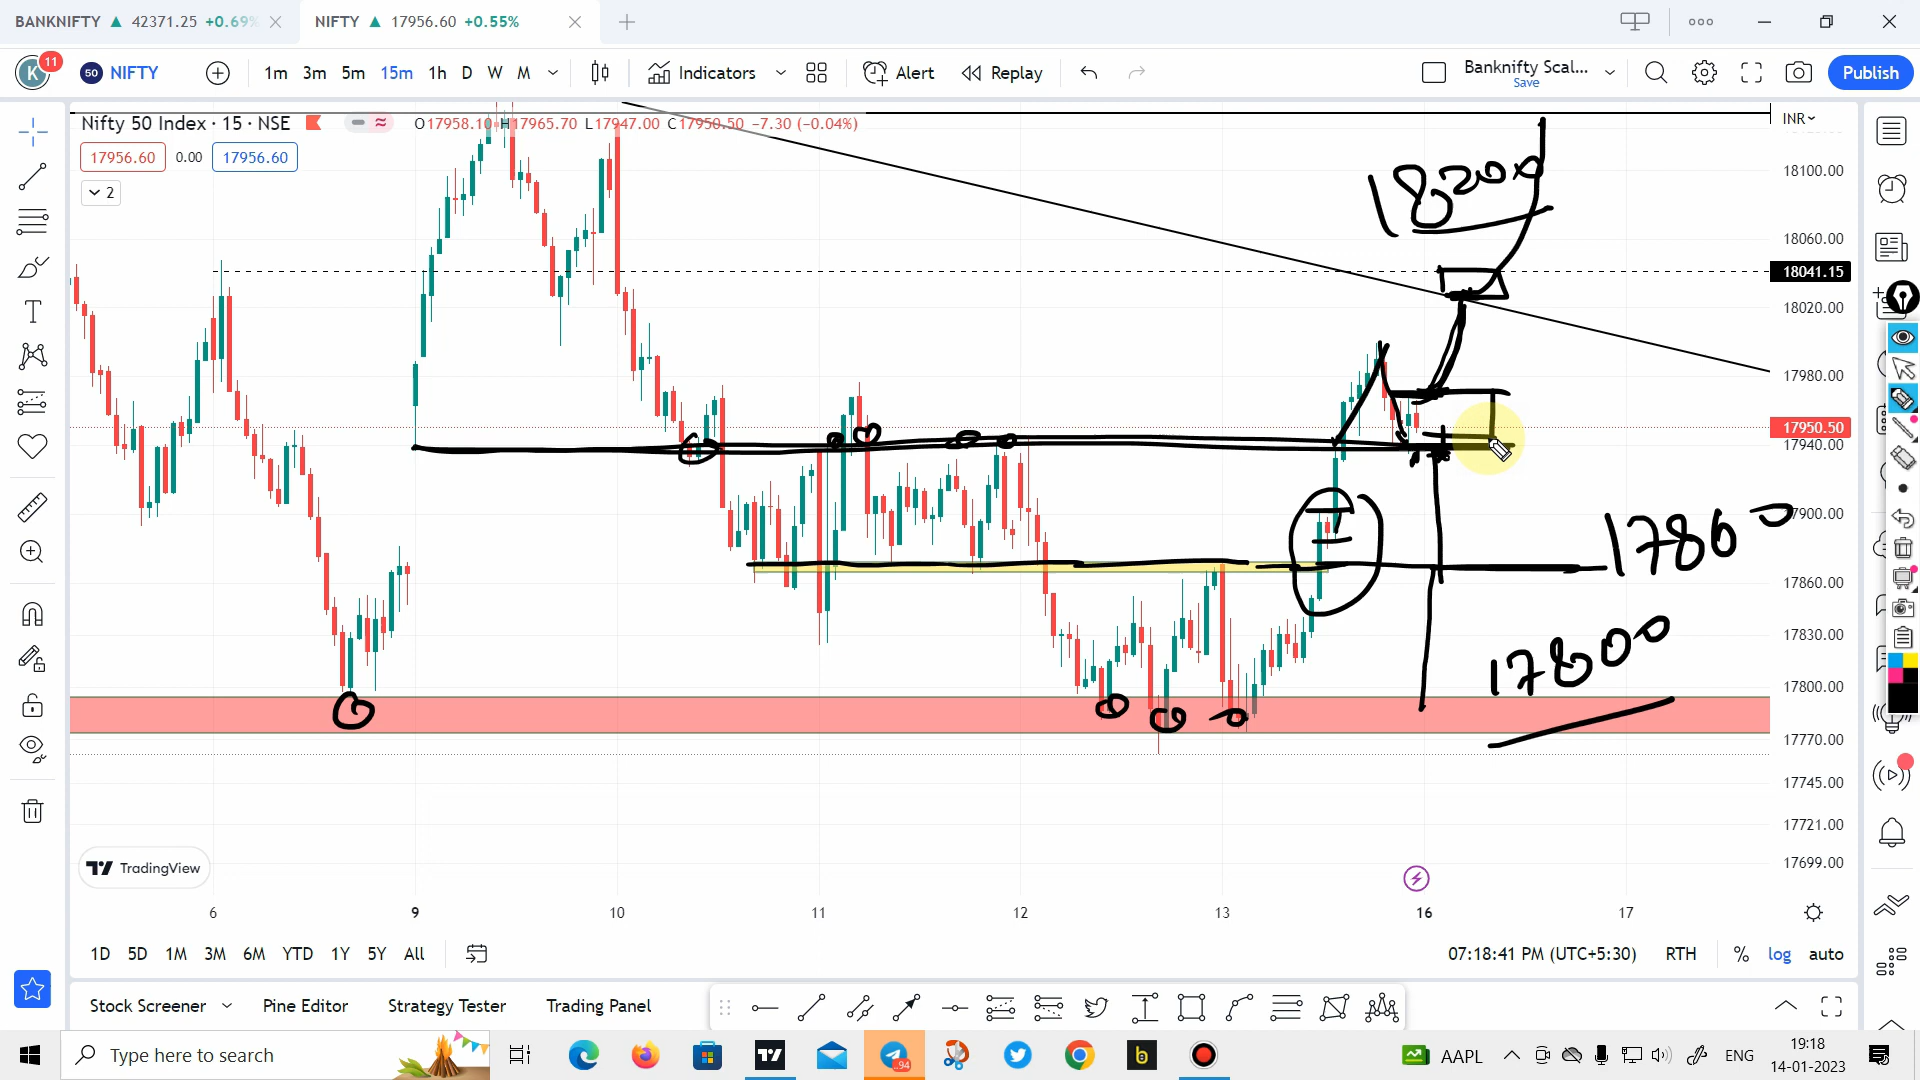 BANKNIFTY ▲ 42371.25 +0.69%
NIFTY ▲ 17956.60 +0.55%
K 11
50 NIFTY
1m 3m 5m 15m 1h D W M
Indicators
Alert
Replay
Banknifty Scal...
Save
Publish
Nifty 50 Index · 15 · NSE
O17958.10 H17965.70 L17947.00 C17950.50 -7.30 (-0.04%)
17956.60 0.00 17956.60
2
INR
18200
18100.00
18060.00
18041.15
18020.00
17980.00
17950.50
17940.00
17900.00
17860.00
17830.00
17800.00
17770.00
17745.00
17721.00
17699.00
17860
17800
TradingView
6 9 10 11 12 13 16 17
1D 5D 1M 3M 6M YTD 1Y 5Y All
07:18:41 PM (UTC+5:30) RTH % log auto
Stock Screener Pine Editor Strategy Tester Trading Panel
Type here to search
94
b
AAPL
ENG
19:18
14-01-2023